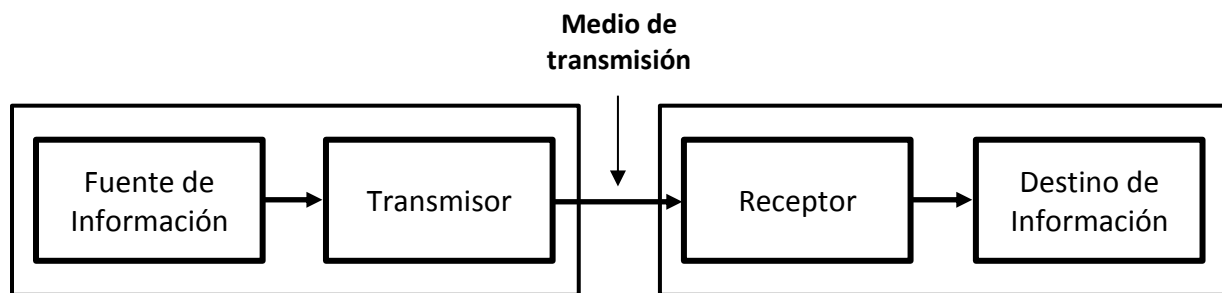 Medio de
transmisión
Fuente de
Información
Transmisor
Receptor
Destino de
Información